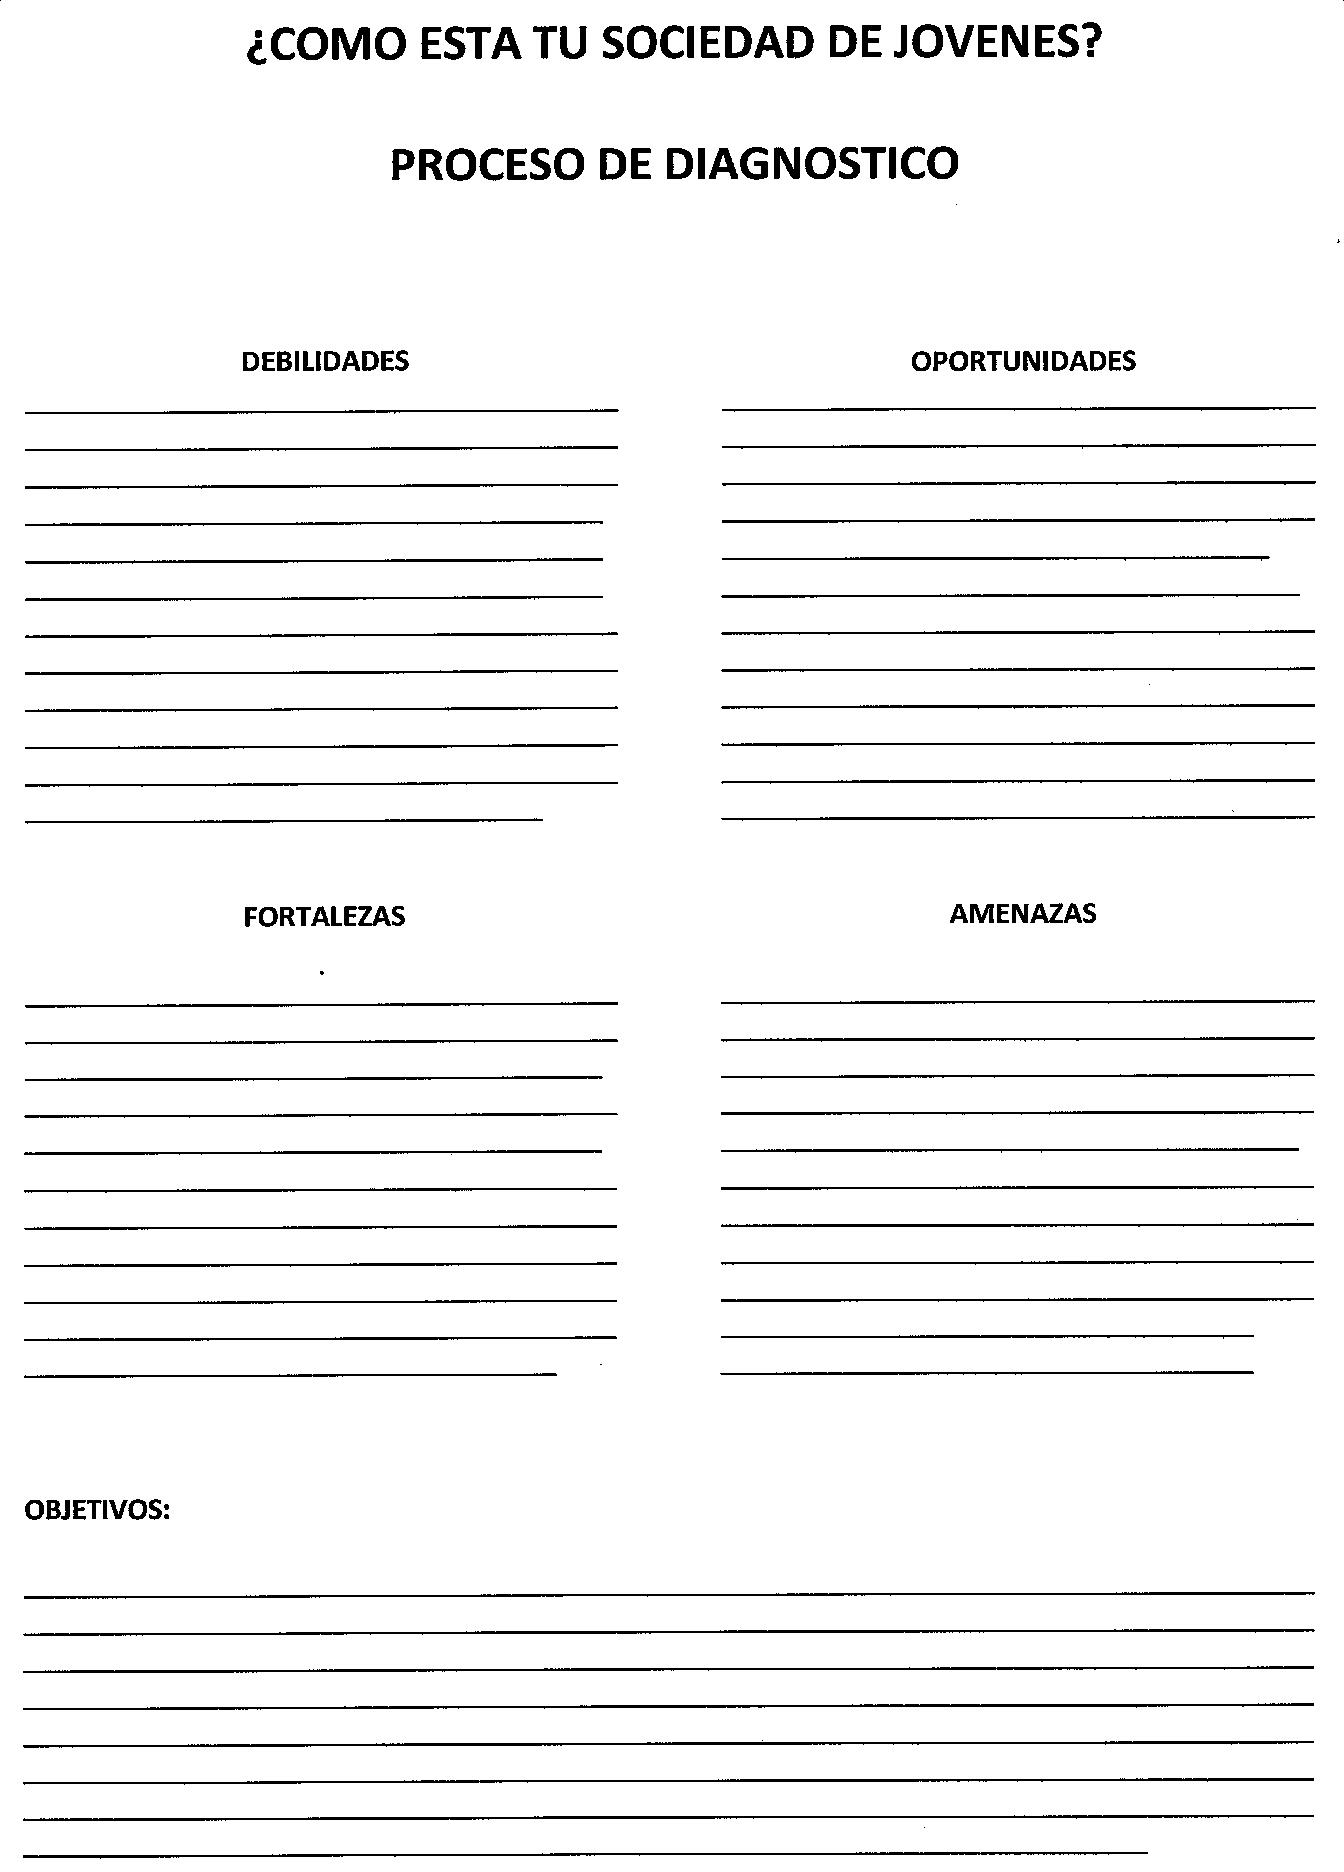 ¿COMO ESTA TU SOCIEDAD DE JOVENES?
PROCESO DE DIAGNOSTICO
DEBILIDADES
OPORTUNIDADES
FORTALEZAS
AMENAZAS
OBJETIVOS: